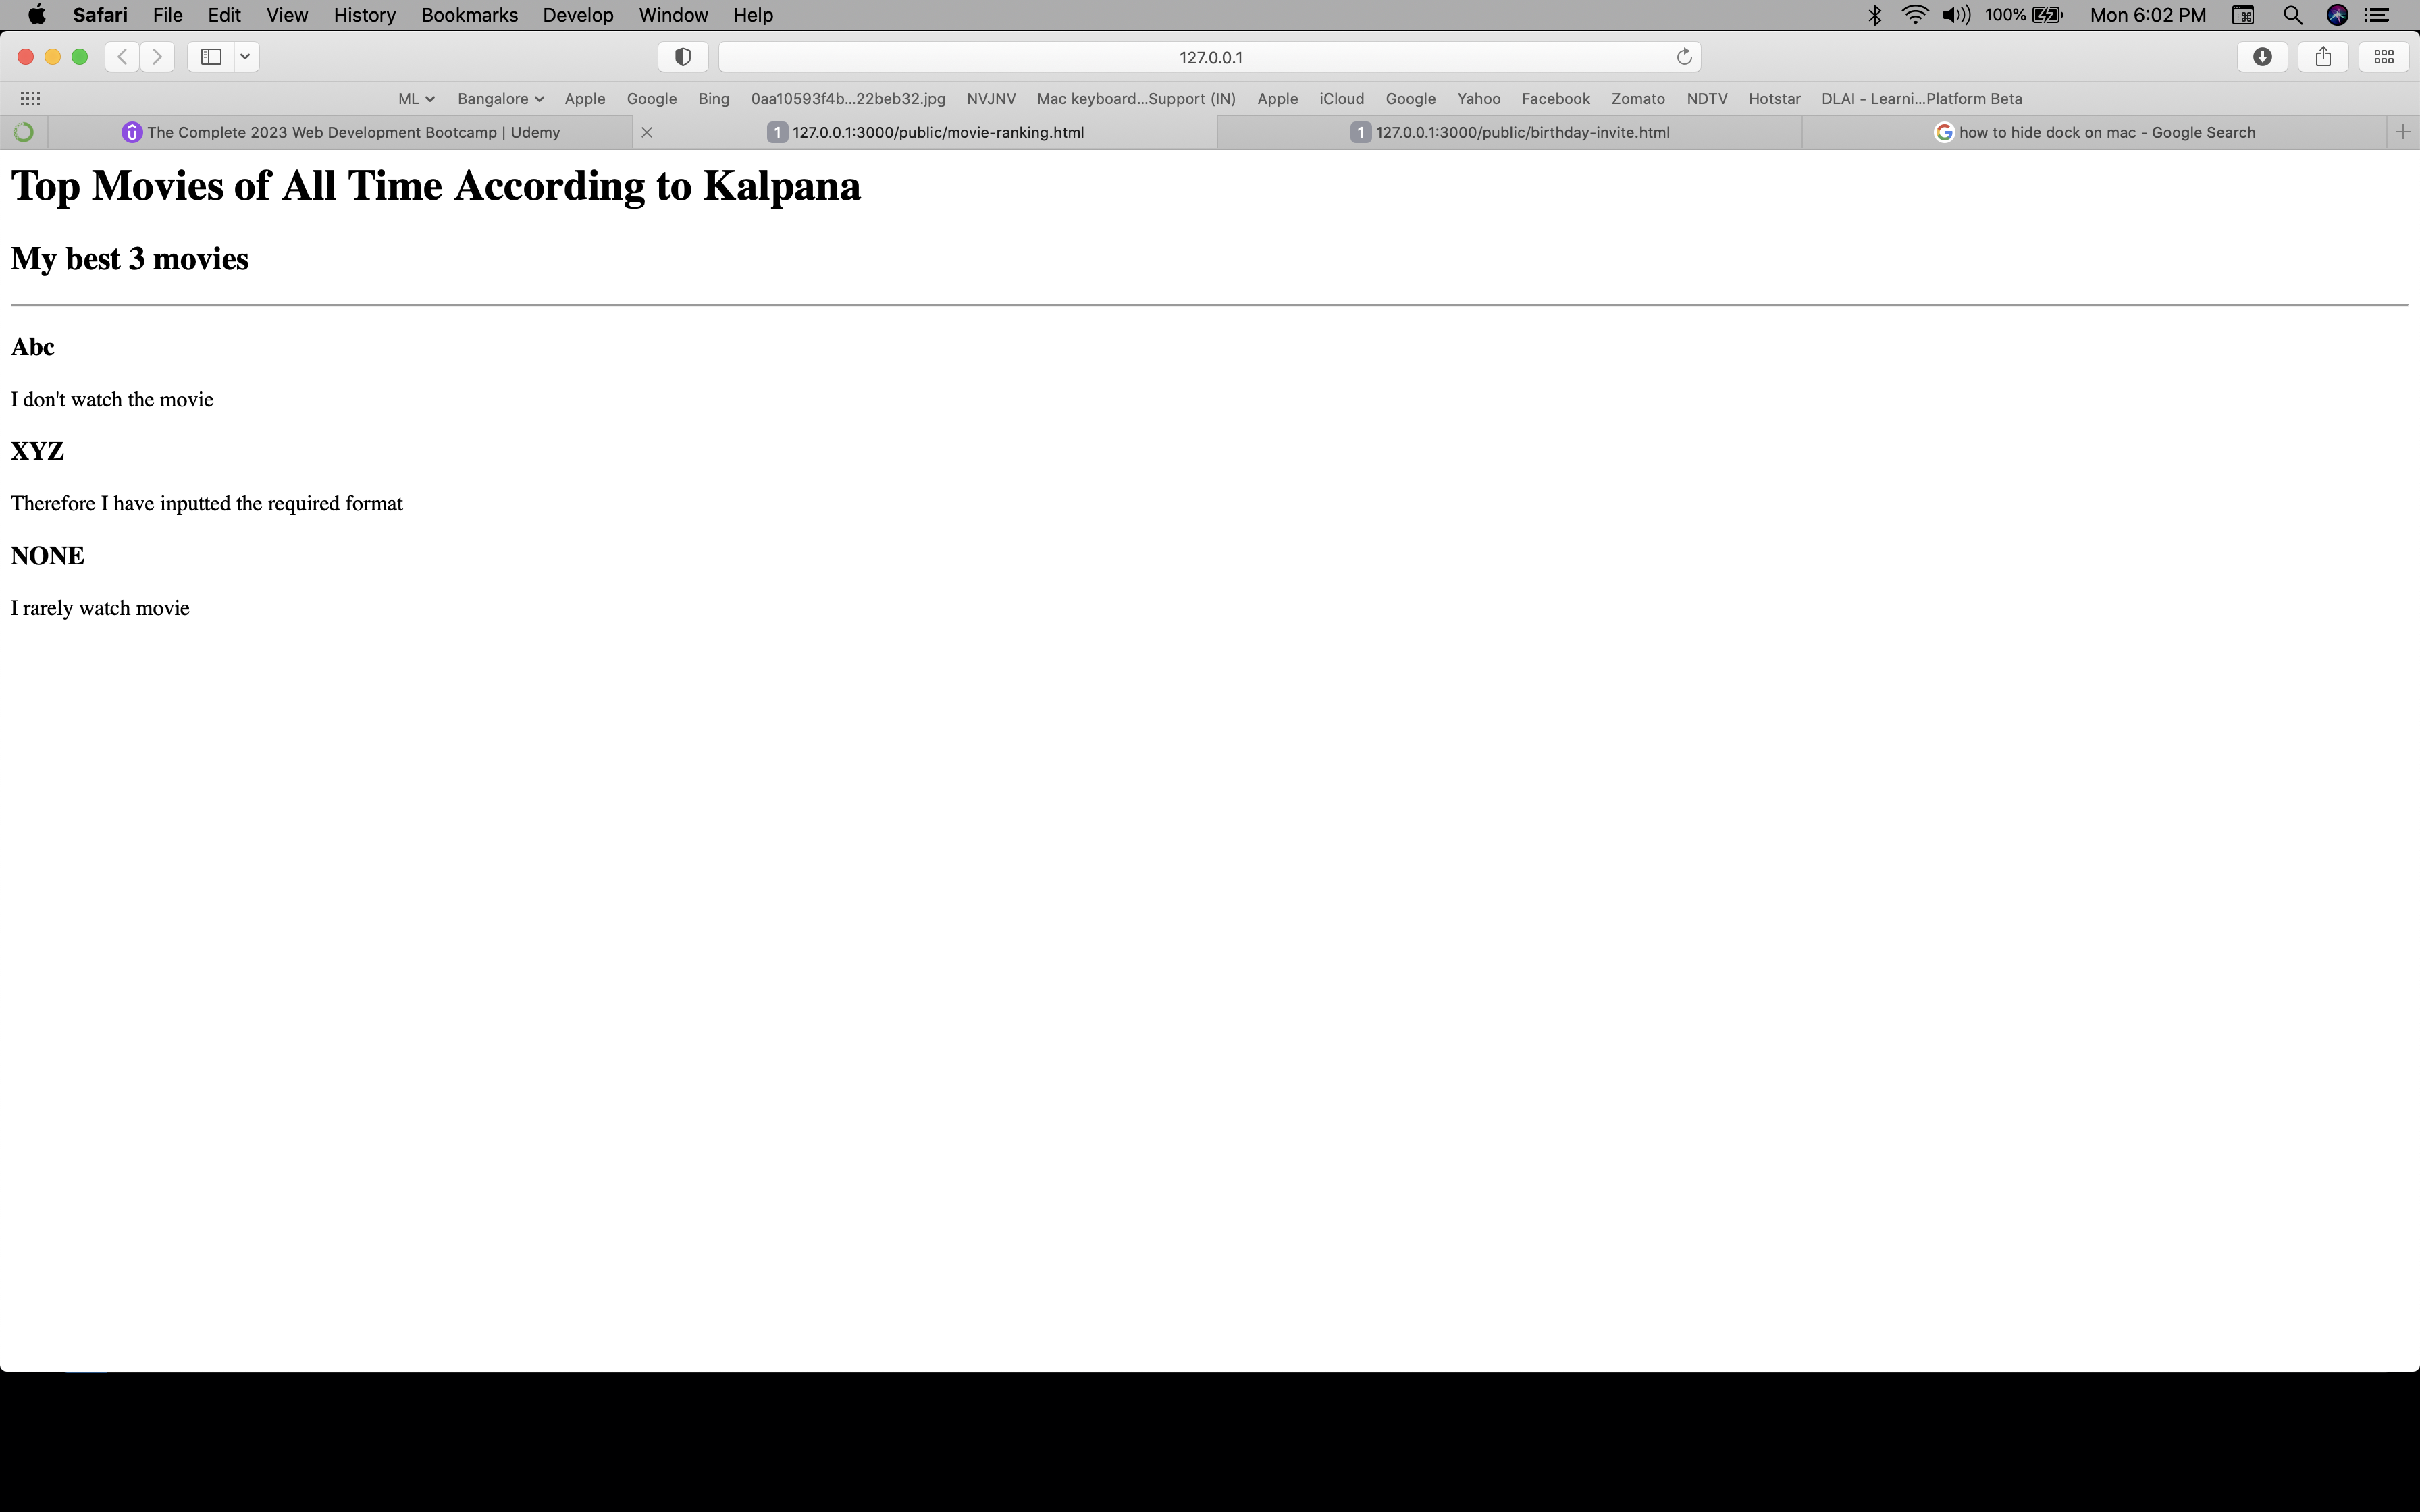 Safari File Edit View History Bookmarks Develop Window Help 100% Mon 6:02 PM
127.0.0.1
ML Bangalore Apple Google Bing 0aa10593f4b...22beb32.jpg NVJNV Mac keyboard...Support (IN) Apple iCloud Google Yahoo Facebook Zomato NDTV Hotstar DLAI - Learni...Platform Beta
The Complete 2023 Web Development Bootcamp | Udemy 1 127.0.0.1:3000/public/movie-ranking.html 1 127.0.0.1:3000/public/birthday-invite.html how to hide dock on mac - Google Search
Top Movies of All Time According to Kalpana
My best 3 movies
Abc
I don't watch the movie
XYZ
Therefore I have inputted the required format
NONE
I rarely watch movie